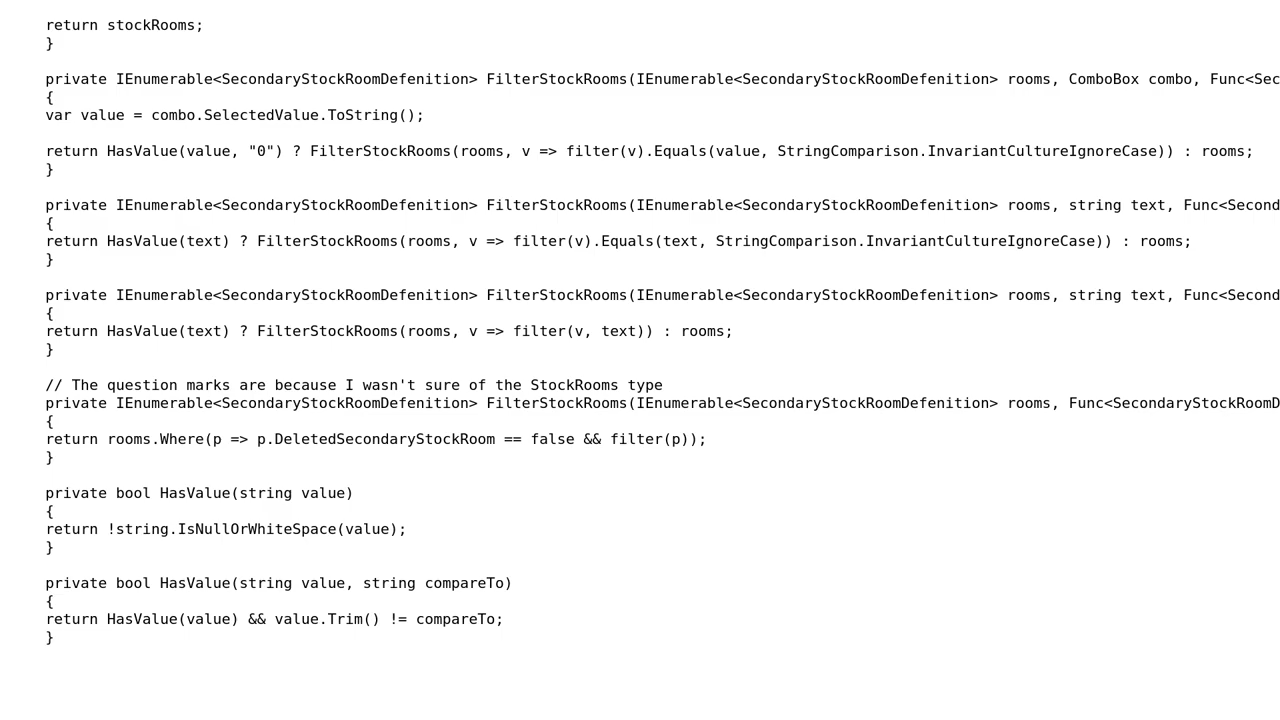 return stockRooms;
}
private IEnumerable<SecondaryStockRoomDefenition> FilterStockRooms(IEnumerable<SecondaryStockRoomDefenition> rooms, ComboBox combo, Func<Sec
{
var value = combo.SelectedValue.ToString();
return HasValue(value, "0") ? FilterStockRooms(rooms, v => filter(v).Equals(value, StringComparison.InvariantCultureIgnoreCase)) : rooms;
}
private IEnumerable<SecondaryStockRoomDefenition> FilterStockRooms(IEnumerable<SecondaryStockRoomDefenition> rooms, string text, Func<Second
{
return HasValue(text) ? FilterStockRooms(rooms, v => filter(v).Equals(text, StringComparison.InvariantCultureIgnoreCase)) : rooms;
}
private IEnumerable<SecondaryStockRoomDefenition> FilterStockRooms(IEnumerable<SecondaryStockRoomDefenition> rooms, string text, Func<Second
{
return HasValue(text) ? FilterStockRooms(rooms, v => filter(v, text)) : rooms;
}
// The question marks are because I wasn't sure of the StockRooms type
private IEnumerable<SecondaryStockRoomDefenition> FilterStockRooms(IEnumerable<SecondaryStockRoomDefenition> rooms, Func<SecondaryStockRoomD
{
return rooms.Where(p => p.DeletedSecondaryStockRoom == false && filter(p));
}
private bool HasValue(string value)
{
return !string.IsNullOrWhiteSpace(value);
}
private bool HasValue(string value, string compareTo)
{
return HasValue(value) && value.Trim() != compareTo;
}